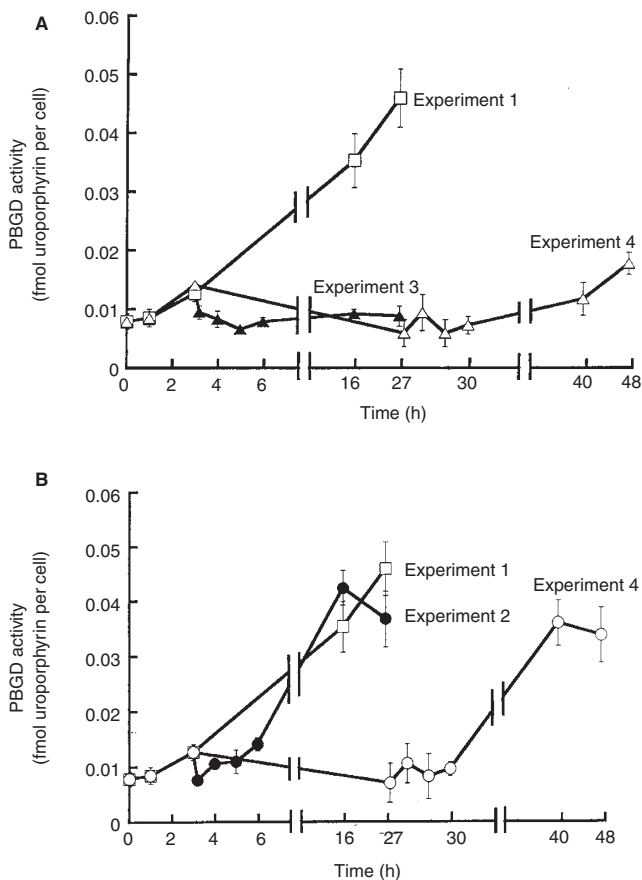 A
0.06
0.05
0.04
0.03
0.02
0.01
0
PBGD activity
(fmol uroporphyrin per cell)
Experiment 1
Experiment 4
Experiment 3
0 2 4 6 16 27 30 40 48
Time (h)
B
0.06
0.05
0.04
0.03
0.02
0.01
0
PBGD activity
(fmol uroporphyrin per cell)
Experiment 1
Experiment 4
Experiment 2
0 2 4 6 16 27 30 40 48
Time (h)